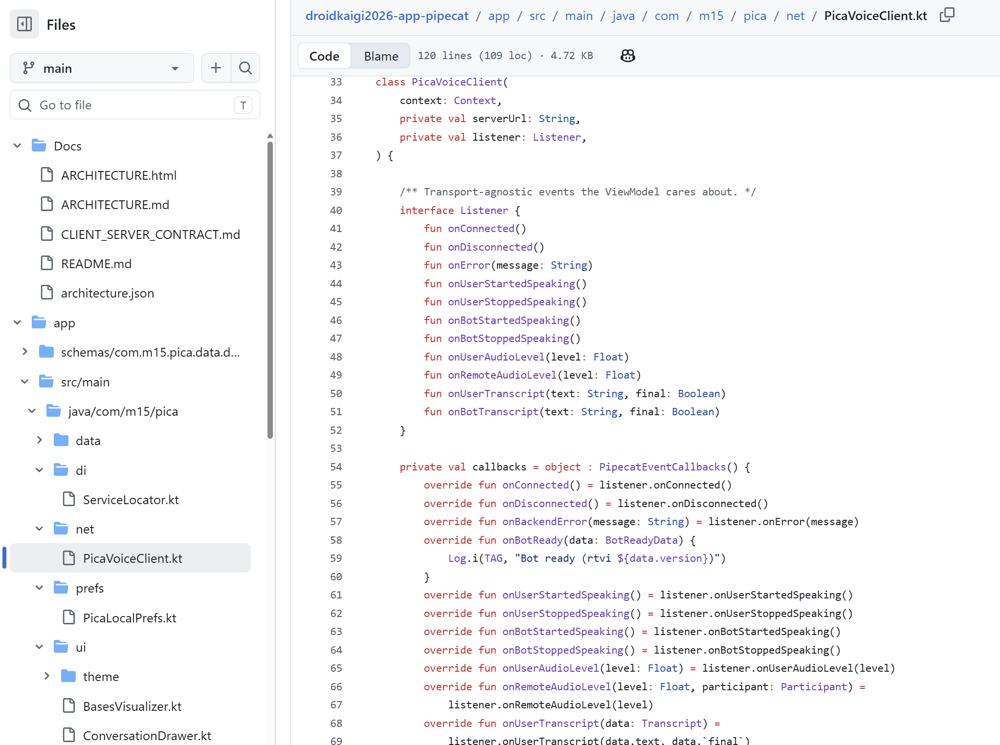 Files
main
Go to file
T
Docs
ARCHITECTURE.html
ARCHITECTURE.md
CLIENT_SERVER_CONTRACT.md
README.md
architecture.json
app
schemas/com.m15.pica.data.d...
src/main
java/com/m15/pica
data
di
ServiceLocator.kt
net
PicaVoiceClient.kt
prefs
PicaLocalPrefs.kt
ui
theme
BasesVisualizer.kt
ConversationDrawer.kt
droidkaigi2026-app-pipecat / app / src / main / java / com / m15 / pica / net / PicaVoiceClient.kt
Code Blame 120 lines (109 loc) · 4.72 KB
33 class PicaVoiceClient(
34     context: Context,
35     private val serverUrl: String,
36     private val listener: Listener,
37 ) {
38
39     /** Transport-agnostic events the ViewModel cares about. */
40     interface Listener {
41         fun onConnected()
42         fun onDisconnected()
43         fun onError(message: String)
44         fun onUserStartedSpeaking()
45         fun onUserStoppedSpeaking()
46         fun onBotStartedSpeaking()
47         fun onBotStoppedSpeaking()
48         fun onUserAudioLevel(level: Float)
49         fun onRemoteAudioLevel(level: Float)
50         fun onUserTranscript(text: String, final: Boolean)
51         fun onBotTranscript(text: String, final: Boolean)
52     }
53
54     private val callbacks = object : PipecatEventCallbacks() {
55         override fun onConnected() = listener.onConnected()
56         override fun onDisconnected() = listener.onDisconnected()
57         override fun onBackendError(message: String) = listener.onError(message)
58         override fun onBotReady(data: BotReadyData) {
59             Log.i(TAG, "Bot ready (rtvi ${data.version})")
60         }
61         override fun onUserStartedSpeaking() = listener.onUserStartedSpeaking()
62         override fun onUserStoppedSpeaking() = listener.onUserStoppedSpeaking()
63         override fun onBotStartedSpeaking() = listener.onBotStartedSpeaking()
64         override fun onBotStoppedSpeaking() = listener.onBotStoppedSpeaking()
65         override fun onUserAudioLevel(level: Float) = listener.onUserAudioLevel(level)
66         override fun onRemoteAudioLevel(level: Float, participant: Participant) =
67             listener.onRemoteAudioLevel(level)
68         override fun onUserTranscript(data: Transcript) =
69             listener.onUserTranscript(data.text, data.`final`)